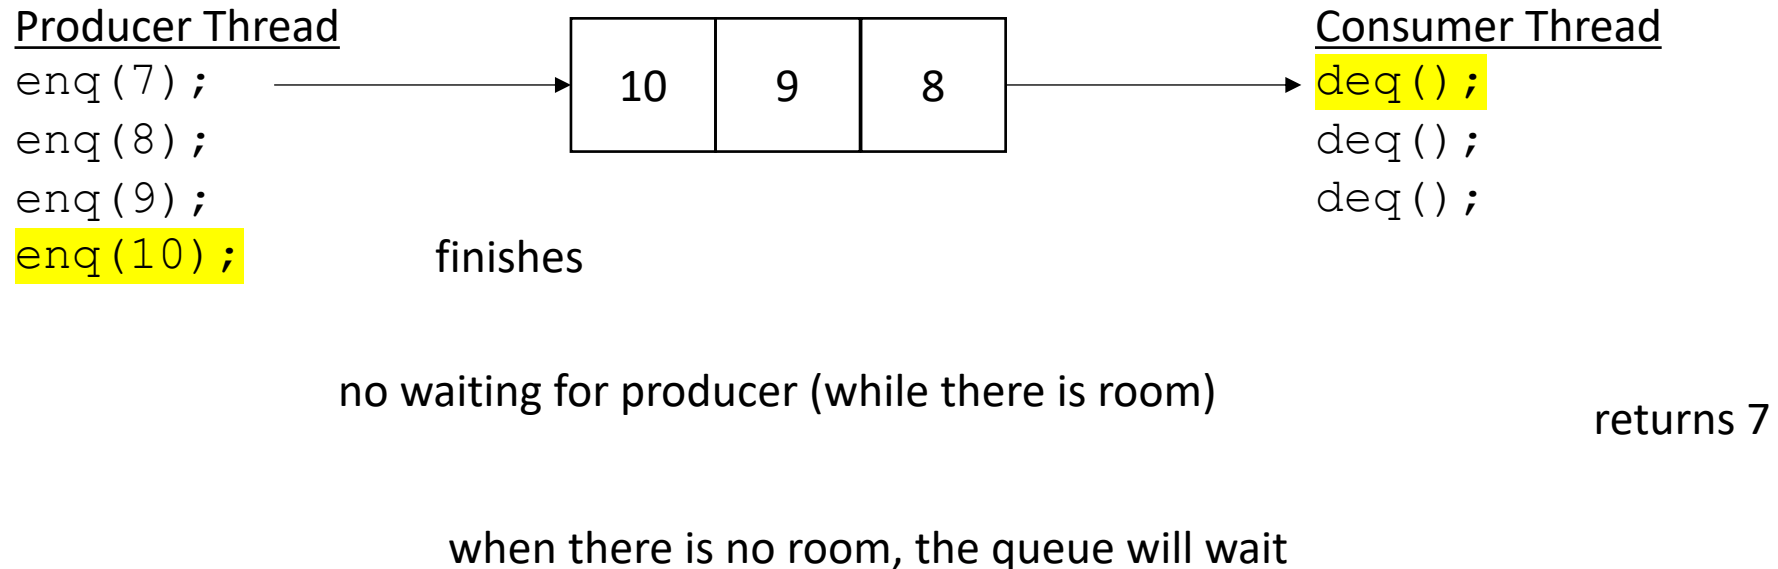 Producer Thread
enq(7);
enq(8);
enq(9);
enq(10);
10 9 8
Consumer Thread
deq();
deq();
deq();
finishes
no waiting for producer (while there is room)
returns 7
when there is no room, the queue will wait